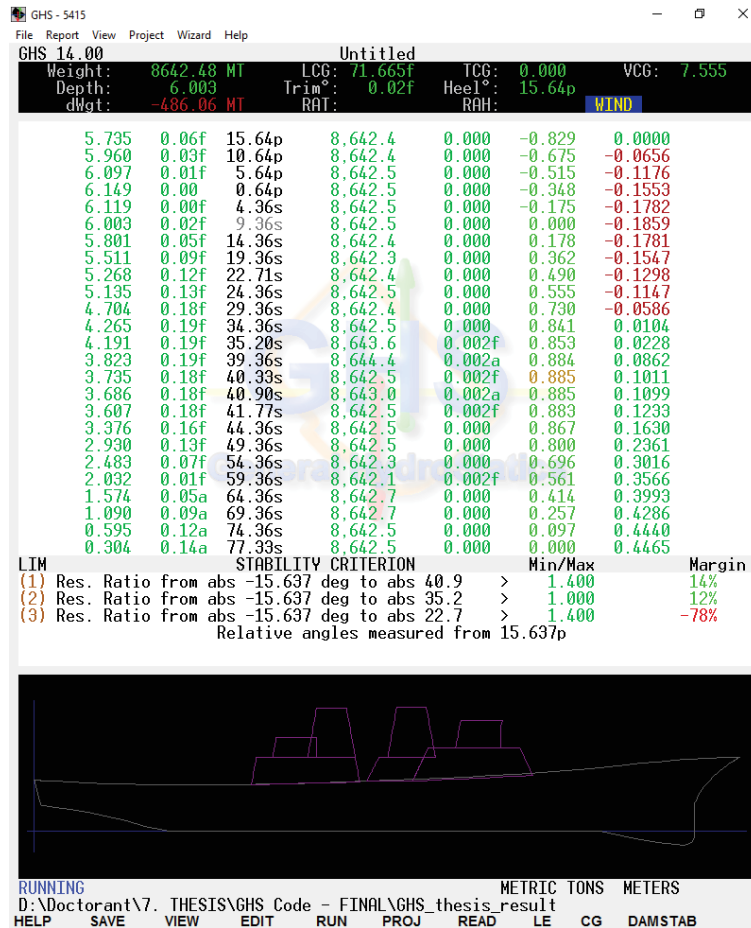 GHS - 5415
File Report View Project Wizard Help
GHS 14.00 Untitled
Weight: 8642.48 MT LCG: 71.665f TCG: 0.000 VCG: 7.555
Depth: 6.003 Trim°: 0.02f Heel°: 15.64p
dWgt: -486.06 MT RAT: RAH: WIND
5.735 0.06f 15.64p 8,642.4 0.000 -0.829 0.0000
5.960 0.03f 10.64p 8,642.4 0.000 -0.675 -0.0656
6.097 0.01f 5.64p 8,642.5 0.000 -0.515 -0.1176
6.149 0.00 0.64p 8,642.4 0.000 -0.348 -0.1553
6.119 0.00f 4.36s 8,642.5 0.000 -0.175 -0.1782
6.003 0.02f 9.36s 8,642.5 0.000 0.000 -0.1859
5.801 0.05f 14.36s 8,642.4 0.000 0.178 -0.1781
5.511 0.09f 19.36s 8,642.3 0.000 0.362 -0.1547
5.268 0.12f 22.71s 8,642.4 0.000 0.490 -0.1298
5.135 0.13f 24.36s 8,642.5 0.000 0.555 -0.1147
4.704 0.18f 29.36s 8,642.4 0.000 0.730 -0.0586
4.265 0.19f 34.36s 8,642.5 0.000 0.841 0.0104
4.191 0.19f 35.20s 8,643.6 0.002f 0.853 0.0228
3.823 0.19f 39.36s 8,644.4 0.002a 0.884 0.0862
3.735 0.18f 40.33s 8,642.5 0.002f 0.885 0.1011
3.686 0.18f 40.90s 8,643.0 0.002a 0.885 0.1099
3.607 0.18f 41.77s 8,642.5 0.002f 0.883 0.1233
3.376 0.16f 44.36s 8,642.5 0.000 0.867 0.1630
2.930 0.13f 49.36s 8,642.5 0.000 0.800 0.2361
2.483 0.07f 54.36s 8,642.3 0.000 0.696 0.3016
2.032 0.01f 59.36s 8,642.1 0.002f 0.561 0.3566
1.574 0.05a 64.36s 8,642.7 0.000 0.414 0.3993
1.090 0.09a 69.36s 8,642.7 0.000 0.257 0.4286
0.595 0.12a 74.36s 8,642.5 0.000 0.097 0.4440
0.304 0.14a 77.33s 8,642.5 0.000 0.000 0.4465
LIM STABILITY CRITERION Min/Max Margin
(1) Res. Ratio from abs -15.637 deg to abs 40.9 > 1.400 14%
(2) Res. Ratio from abs -15.637 deg to abs 35.2 > 1.000 12%
(3) Res. Ratio from abs -15.637 deg to abs 22.7 > 1.400 -78%
Relative angles measured from 15.637p
RUNNING METRIC TONS METERS
D:\Doctorant\7. THESIS\GHS Code - FINAL\GHS_thesis_result
HELP SAVE VIEW EDIT RUN PROJ READ LE CG DAMSTAB